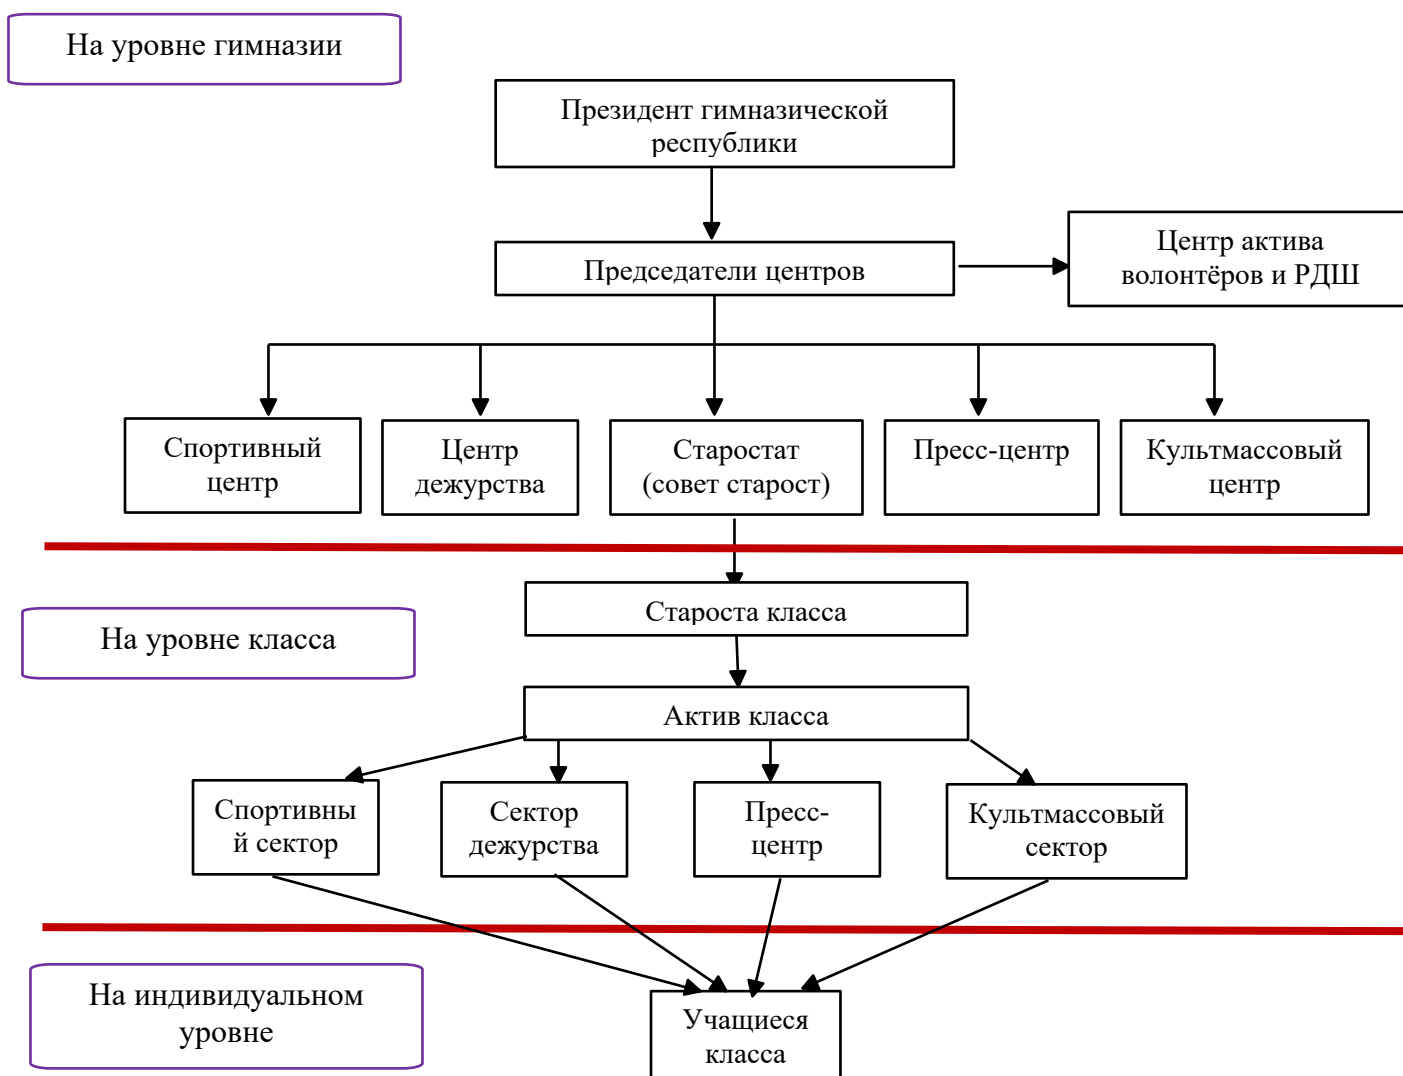 На уровне гимназии
Президент гимназической
республики
Председатели центров
Центр актива
волонтёров и РДШ
Спортивный
центр
Центр
дежурства
Старостат
(совет старост)
Пресс-центр
Культмассовый
центр
Староста класса
На уровне класса
Актив класса
Спортивны
й сектор
Сектор
дежурства
Пресс-
центр
Культмассовый
сектор
На индивидуальном
уровне
Учащиеся
класса